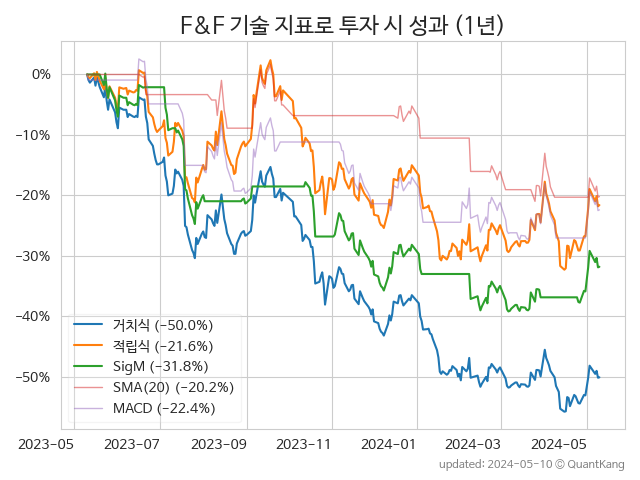 F&F 기술 지표로 투자 시 성과 (1년)
0%
−10%
−20%
−30%
−40%
−50%
거치식 (−50.0%)
적립식 (−21.6%)
SigM (−31.8%)
SMA(20) (−20.2%)
MACD (−22.4%)
2023-05 2023-07 2023-09 2023-11 2024-01 2024-03 2024-05
updated: 2024-05-10 © QuantKang